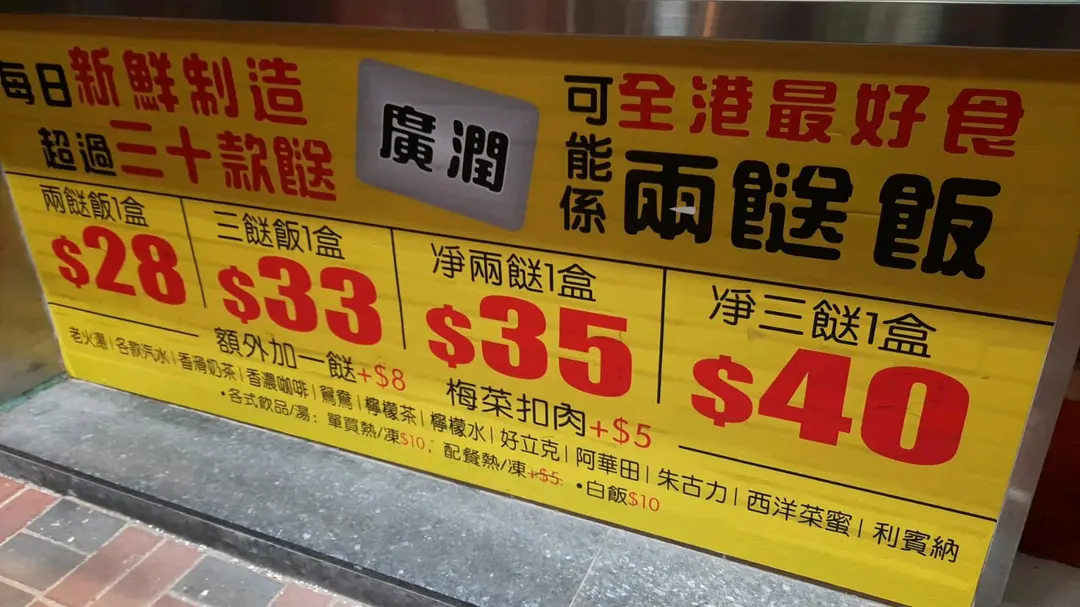 每日新鮮制造
超過三十款餸
廣潤
可能係
全港最好食
兩餸飯
兩餸飯1盒
$28
三餸飯1盒
$33
净兩餸1盒
$35
净三餸1盒
$40
額外加一餸+$8
梅菜扣肉+$5
老火湯|各款汽水|香滑奶茶|香濃咖啡|鴛鴦|檸檬茶|檸檬水|好立克|阿華田|朱古力|西洋菜蜜|利賓納
•各式飲品/湯：單買熱/凍$10，配餐熱/凍+$5. •白飯$10